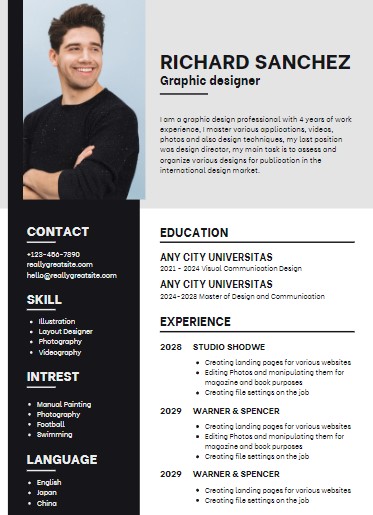 RICHARD SANCHEZ
Graphic designer
I am a graphic design professional with 4 years of work
experience, I master various applications, videos,
photos and also design techniques, my last position
was design director, my main task is to assess and
organize various designs for publication in the
international design market.
CONTACT
+123-456-7890
reallygreatsite.com
hello@reallygreatsite.com
SKILL
Illustration
Layout Designer
Photography
Videography
INTREST
Manual Painting
Photography
Football
Swimming
LANGUAGE
English
Japan
China
EDUCATION
ANY CITY UNIVERSITAS
2021 - 2024 Visual Communication Design
ANY CITY UNIVERSITAS
2024-2028 Master of Design and Communication
EXPERIENCE
2028 STUDIO SHODWE
Creating landing pages for various websites
Editing Photos and manipulating them for
magazine and book purposes
Creating file settings on the job
2029 WARNER & SPENCER
Creating landing pages for various websites
Editing Photos and manipulating them for
magazine and book purposes
Creating file settings on the job
2029 WARNER & SPENCER
Creating landing pages for various websites
Creating file settings on the job